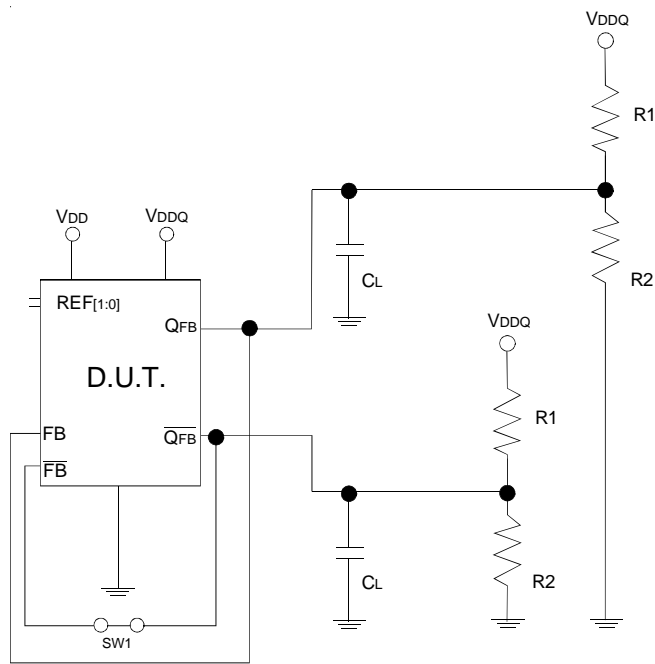 VDDQ
R1
R2
VDD
VDDQ
CL
REF[1:0]
QFB
VDDQ
D.U.T.
R1
FB
QFB
FB
R2
CL
SW1